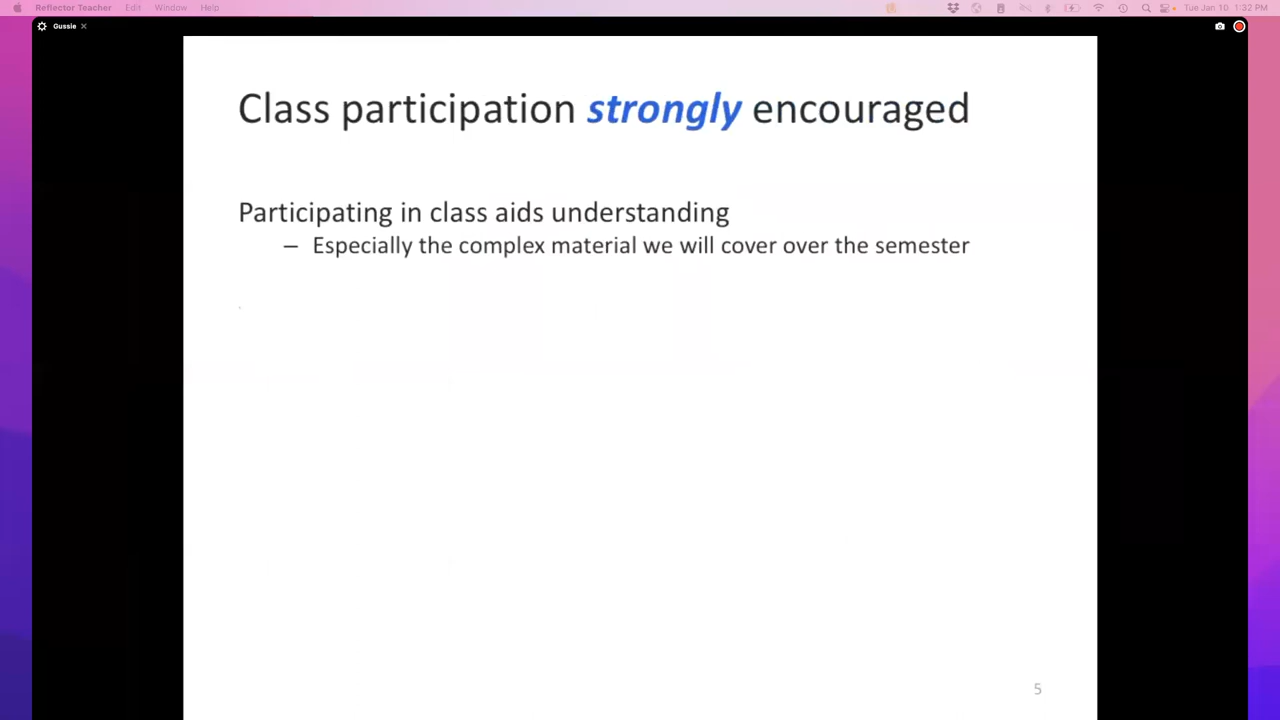 Reflector Teacher Edit Window Help Tue Jan 10 1:32 PM
Gussie ×
Class participation strongly encouraged
Participating in class aids understanding
– Especially the complex material we will cover over the semester
5